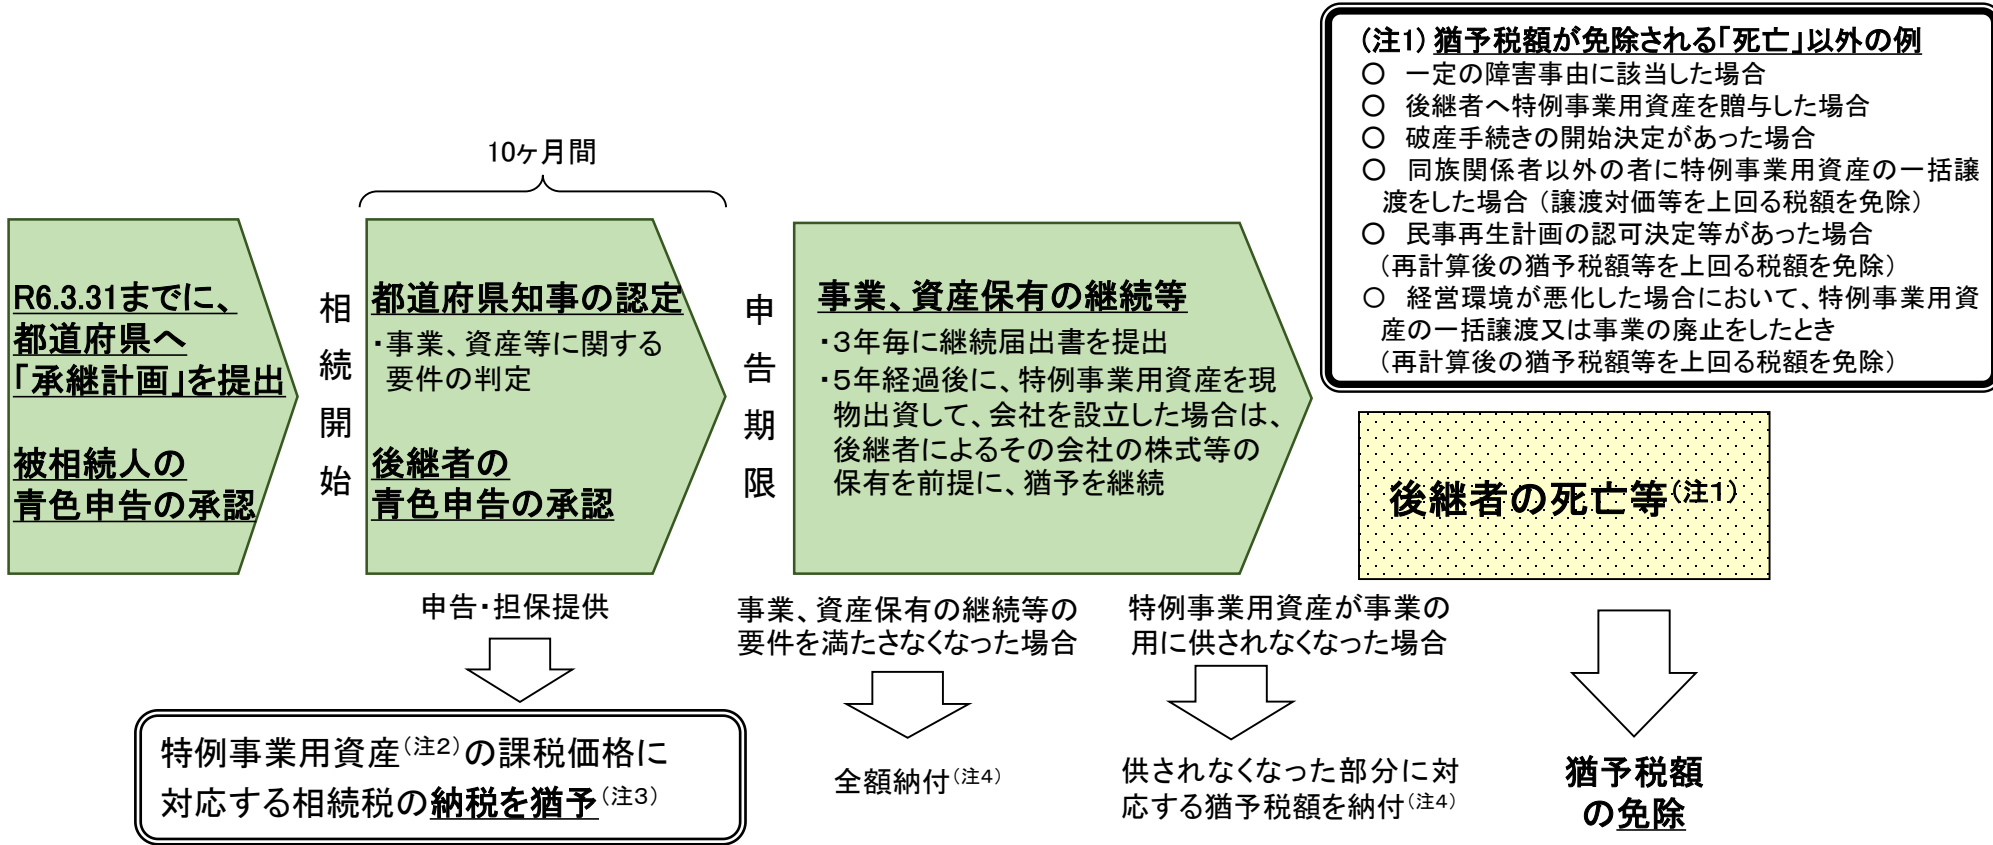 (注1) 猶予税額が免除される「死亡」以外の例
○ 一定の障害事由に該当した場合
○ 後継者へ特例事業用資産を贈与した場合
○ 破産手続きの開始決定があった場合
○ 同族関係者以外の者に特例事業用資産の一括譲
渡をした場合（譲渡対価等を上回る税額を免除）
○ 民事再生計画の認可決定等があった場合
（再計算後の猶予税額等を上回る税額を免除）
○ 経営環境が悪化した場合において、特例事業用資
産の一括譲渡又は事業の廃止をしたとき
（再計算後の猶予税額等を上回る税額を免除）
10ヶ月間
R6.3.31までに、
都道府県へ
「承継計画」を提出
被相続人の
青色申告の承認
相続開始
都道府県知事の認定
・事業、資産等に関する
要件の判定
後継者の
青色申告の承認
申告期限
事業、資産保有の継続等
・3年毎に継続届出書を提出
・5年経過後に、特例事業用資産を現
物出資して、会社を設立した場合は、
後継者によるその会社の株式等の
保有を前提に、猶予を継続
後継者の死亡等(注1)
申告・担保提供
事業、資産保有の継続等の
要件を満たさなくなった場合
特例事業用資産が事業の
用に供されなくなった場合
特例事業用資産(注2)の課税価格に
対応する相続税の納税を猶予(注3)
全額納付(注4)
供されなくなった部分に対
応する猶予税額を納付(注4)
猶予税額
の免除